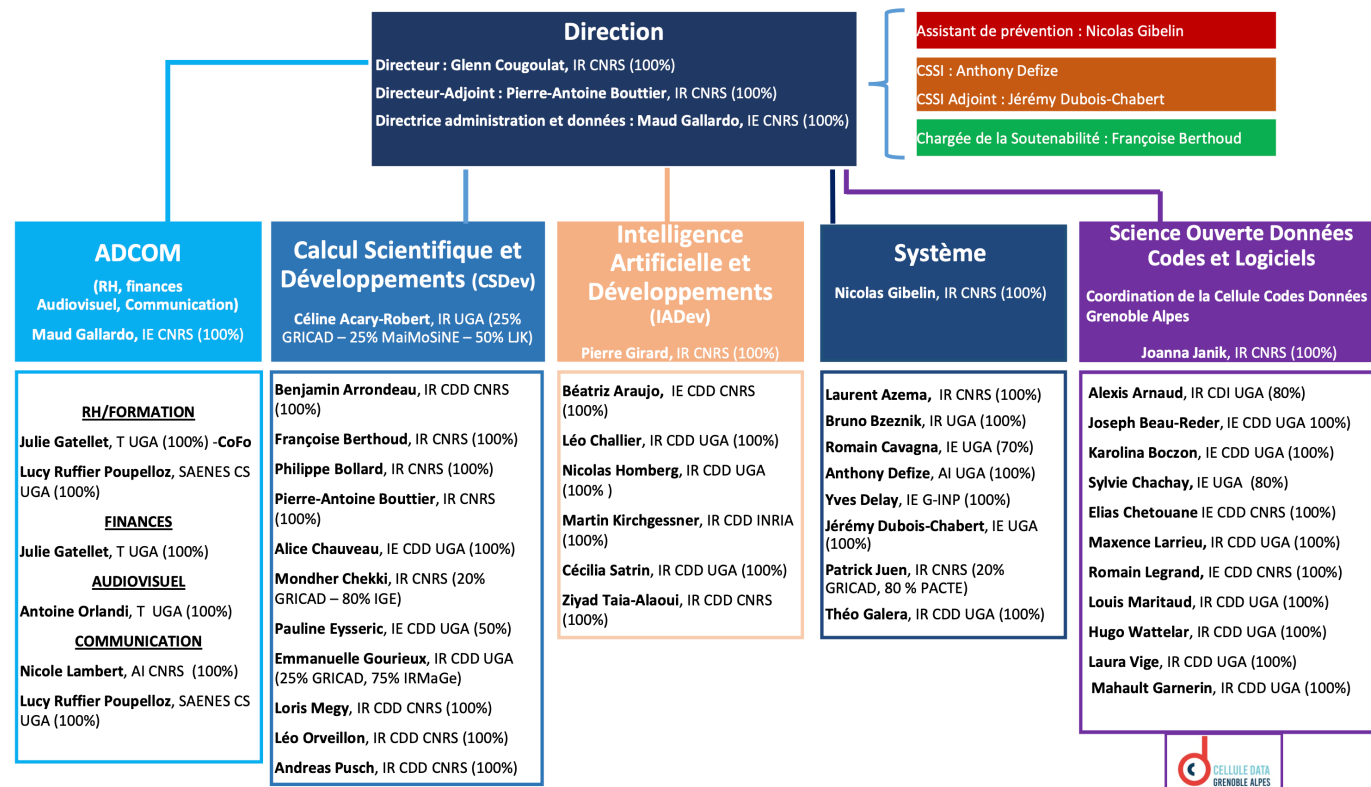 Direction
Directeur : Glenn Cougoulat, IR CNRS (100%)
Directeur-Adjoint : Pierre-Antoine Bouttier, IR CNRS (100%)
Directrice administration et données : Maud Gallardo, IE CNRS (100%)
Assistant de prévention : Nicolas Gibelin
CSSI : Anthony Defize
CSSI Adjoint : Jérémy Dubois-Chabert
Chargée de la Soutenabilité : Françoise Berthoud
ADCOM
(RH, finances
Audiovisuel, Communication)
Maud Gallardo, IE CNRS (100%)
RH/FORMATION
Julie Gatellet, T UGA (100%) -CoFo
Lucy Ruffier Poupelloz, SAENES CS
UGA (100%)
FINANCES
Julie Gatellet, T UGA (100%)
AUDIOVISUEL
Antoine Orlandi, T UGA (100%)
COMMUNICATION
Nicole Lambert, AI CNRS (100%)
Lucy Ruffier Poupelloz, SAENES CS
UGA (100%)
Calcul Scientifique et
Développements (CSDev)
Céline Acary-Robert, IR UGA (25%
GRICAD – 25% MaiMoSiNE – 50% LJK)
Benjamin Arrondeau, IR CDD CNRS
(100%)
Françoise Berthoud, IR CNRS (100%)
Philippe Bollard, IR CNRS (100%)
Pierre-Antoine Bouttier, IR CNRS
(100%)
Alice Chauveau, IE CDD UGA (100%)
Mondher Chekki, IR CNRS (20%
GRICAD – 80% IGE)
Pauline Eysseric, IE CDD UGA (50%)
Emmanuelle Gourieux, IR CDD UGA
(25% GRICAD, 75% IRMaGe)
Loris Megy, IR CDD CNRS (100%)
Léo Orveillon, IR CDD CNRS (100%)
Andreas Pusch, IR CDD CNRS (100%)
Intelligence
Artificielle et
Développements
(IADev)
Pierre Girard, IR CNRS (100%)
Béatriz Araujo, IE CDD CNRS
(100%)
Léo Challier, IR CDD UGA (100%)
Nicolas Homberg, IR CDD UGA
(100% )
Martin Kirchgessner, IR CDD INRIA
(100%)
Cécilia Satrin, IR CDD UGA (100%)
Ziyad Taia-Alaoui, IR CDD CNRS
(100%)
Système
Nicolas Gibelin, IR CNRS (100%)
Laurent Azema, IR CNRS (100%)
Bruno Bzeznik, IR UGA (100%)
Romain Cavagna, IE UGA (70%)
Anthony Defize, AI UGA (100%)
Yves Delay, IE G-INP (100%)
Jérémy Dubois-Chabert, IE UGA
(100%)
Patrick Juen, IR CNRS (20%
GRICAD, 80 % PACTE)
Théo Galera, IR CDD UGA (100%)
Science Ouverte Données
Codes et Logiciels
Coordination de la Cellule Codes Données
Grenoble Alpes
Joanna Janik, IR CNRS (100%)
Alexis Arnaud, IR CDI UGA (80%)
Joseph Beau-Reder, IE CDD UGA 100%)
Karolina Boczon, IE CDD UGA (100%)
Sylvie Chachay, IE UGA (80%)
Elias Chetouane IE CDD CNRS (100%)
Maxence Larrieu, IR CDD UGA (100%)
Romain Legrand, IE CDD CNRS (100%)
Louis Maritaud, IR CDD UGA (100%)
Hugo Wattelar, IR CDD UGA (100%)
Laura Vige, IR CDD UGA (100%)
Mahault Garnerin, IR CDD UGA (100%)
CELLULE DATA
GRENOBLE ALPES